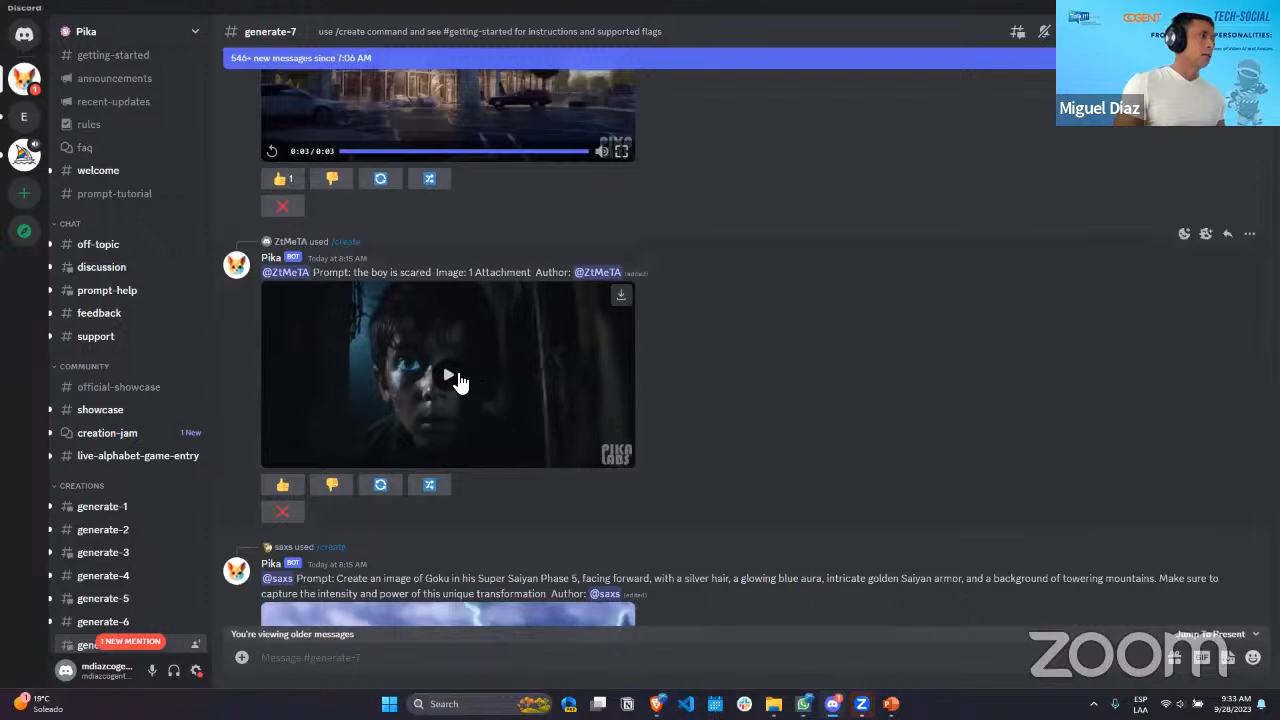 Discord
Pika
# generate-7
use /create command and see #getting-started for instructions and supported flags
546+ new messages since 7:06 AM
getting-started
announcements
recent-updates
rules
faq
welcome
prompt-tutorial
CHAT
off-topic
discussion
prompt-help
feedback
support
COMMUNITY
official-showcase
showcase
creation-jam
1 New
live-alphabet-game-entry
CREATIONS
generate-1
generate-2
generate-3
generate-4
generate-5
generate-6
gene
1 NEW MENTION
mdiazcoge...
mdiazcogent...
E
1
PIKA
0:03 / 0:03
1
ZtMeTA used /create
Pika BOT Today at 8:15 AM
@ZtMeTA Prompt: the boy is scared Image: 1 Attachment Author: @ZtMeTA (edited)
PIKA
LABS
saxs used /create
Pika BOT Today at 8:15 AM
@saxs Prompt: Create an image of Goku in his Super Saiyan Phase 5, facing forward, with a silver hair, a glowing blue aura, intricate golden Saiyan armor, and a background of towering mountains. Make sure to
capture the intensity and power of this unique transformation Author: @saxs (edited)
You're viewing older messages
Jump To Present
Message #generate-7
GIF
zoom
COGENT
TECH-SOCIAL
PERSONALITIES:
Miguel Diaz
19°C
Soleado
Search
ESP
LAA
9:33 AM
9/28/2023